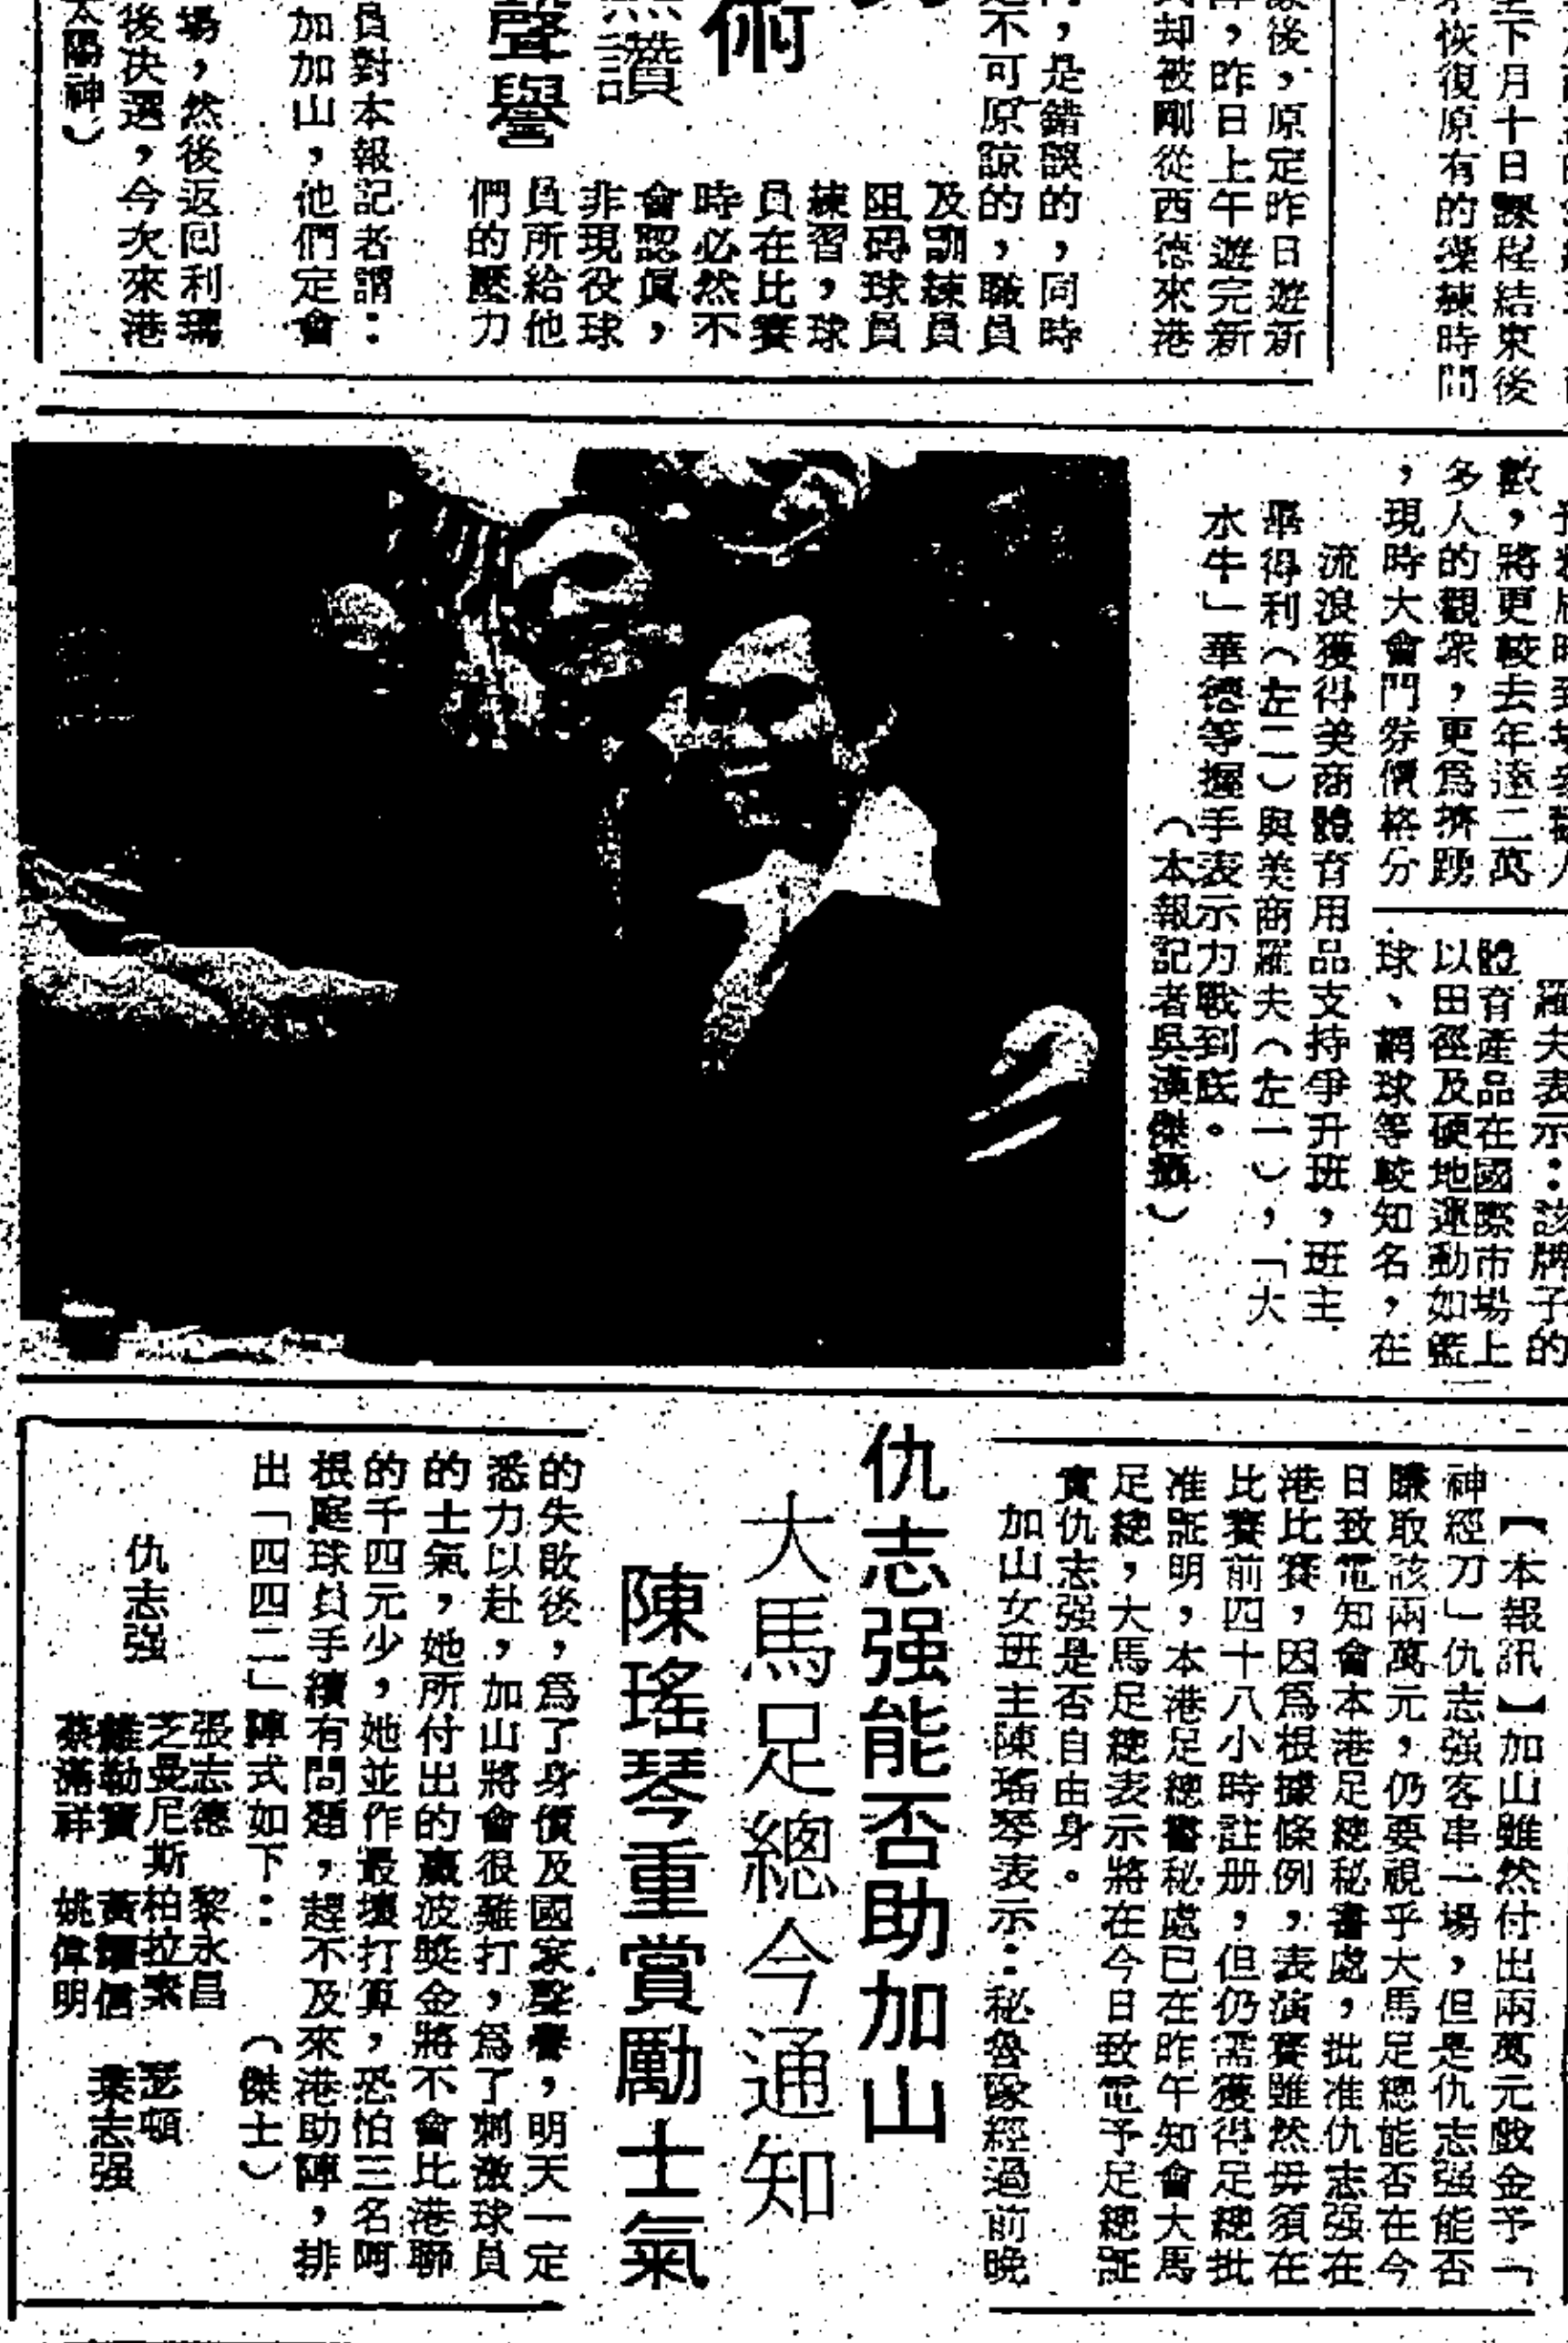 至下月十日課程結束後
恢復原有的操練時間
後，原定昨日遊新
，昨日上午遊完新
却被剛從西德來港
，是錯誤的，同時
不可原諒的，職員
及訓練員
阻碍球員
練習，球
員在比賽
時必然不
會認眞，
非現役球
員所給他
們的壓力
術
讚
聲譽
員對本報記者謂：
加加山，他們定會
場，然後返囘利瑪
後決選，今次來港
太陽神）
數，將更較去年達二萬
多人的觀衆，更爲擠踴
，現時大會門券價格分
羅夫表示：該牌子的
體育產品在國際市場上
以田徑及硬地運動如籃
球、網球等較知名，在
流浪獲得美商體育用品支持爭升班，班主
畢得利（左二）與美商羅夫（左一），「大
水牛」華德等握手表示力戰到底。
（本報記者吳漢傑攝）
仇志强能否助加山
大馬足總今通知
陳瑤琴重賞勵士氣
【本報訊】加山雖然付出兩萬元酬金予「
神經刀」仇志强客串一場，但是仇志强能否
賺取該兩萬元，仍要視乎大馬足總能否在今
日致電知會本港足總秘書處，批准仇志强在
港比賽，因爲根據條例，表演賽雖然毋須在
比賽前四十八小時註册，但仍需獲得足總批
准証明，本港足總秘書處已在昨午知會大馬
足總，大馬足總表示將在今日致電予足總証
實仇志强是否自由身。
加山女班主陳瑤琴表示：秘魯隊經過前晚
的失敗後，爲了身價及國家聲譽，明天一定
悉力以赴，加山將會很難打，爲了刺激球員
的士氣，她所付出的贏波獎金將不會比港聯
的千四元少，她並作最壞打算，恐怕三名阿
根廷球員手續有問題，趕不及來港助陣，排
出「四四二」陣式如下：
（傑士）
張志德　黎永昌
仇志强　芝曼尼斯　柏拉素　瑟頓
羅勒寶　黃耀信　葉志强
蔡滿祥　姚偉明